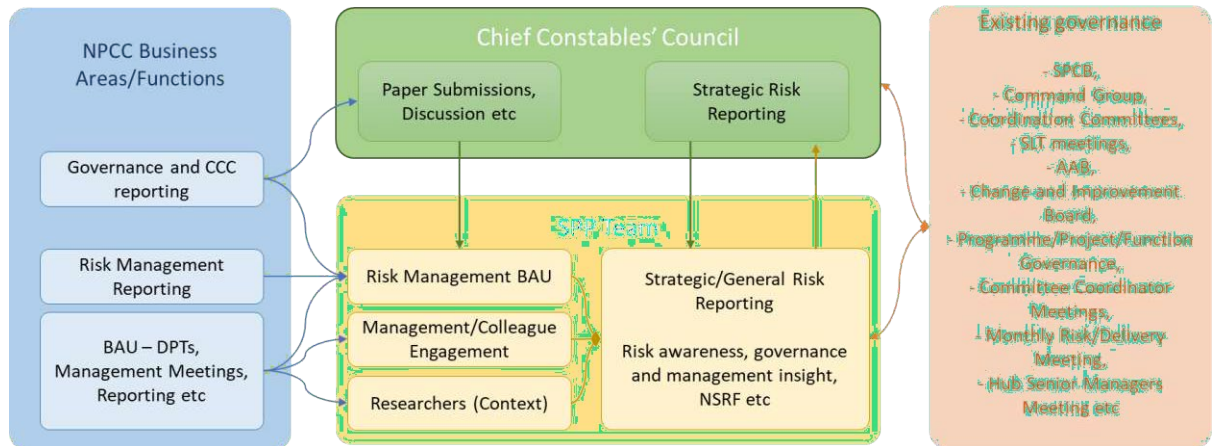 NPCC Business
Areas/Functions
Governance and CCC
reporting
Risk Management
Reporting
BAU – DPTs,
Management Meetings,
Reporting etc
Chief Constables' Council
Paper Submissions,
Discussion etc
Strategic Risk
Reporting
SPP Team
Risk Management BAU
Management/Colleague
Engagement
Researchers (Context)
Strategic/General Risk
Reporting
Risk awareness, governance
and management insight,
NSRF etc
Existing governance
- SPCB,
- Command Group,
- Coordination Committees,
- SLT meetings,
- AAB,
- Change and Improvement
Board,
- Programme/Project/Function
Governance,
- Committee Coordinator
Meetings,
- Monthly Risk/Delivery
Meeting,
- Hub Senior Managers
Meeting etc